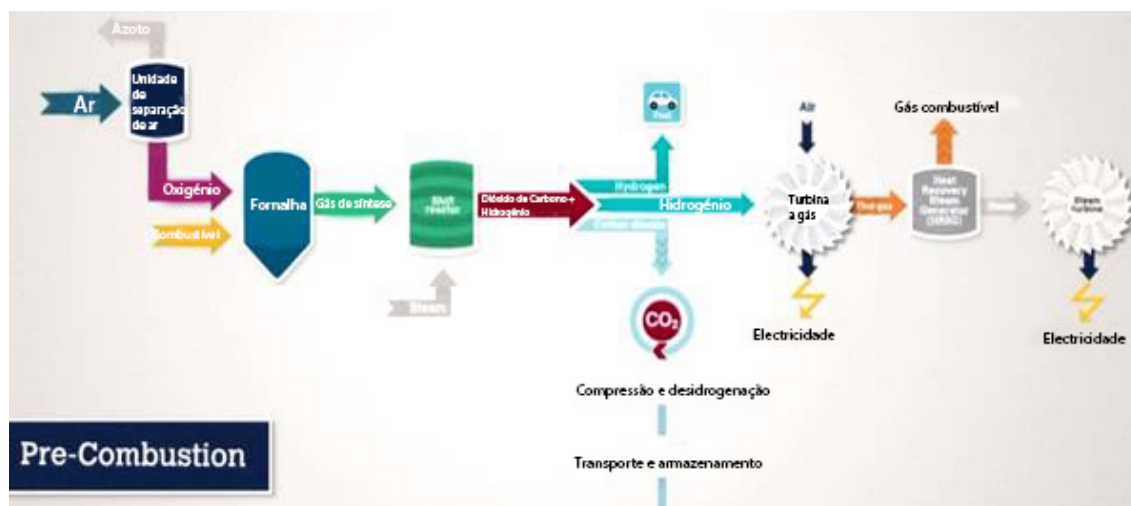 Azoto
Ar
Unidade
de
separação
de ar
Oxigénio
Combustível
Fornalha
Gás de síntese
Shift
reactor
Steam
Dióxido de Carbono +
Hidrogénio
Fuel
Hydrogen
Hidrogénio
Carbon dioxide
CO₂
Compressão e desidrogenação
Transporte e armazenamento
Air
Turbina
a gás
Electricidade
Flue gas
Gás combustível
Heat
Recovery
Steam
Generator
(HRSG)
Steam
Steam
turbine
Electricidade
Pre-Combustion